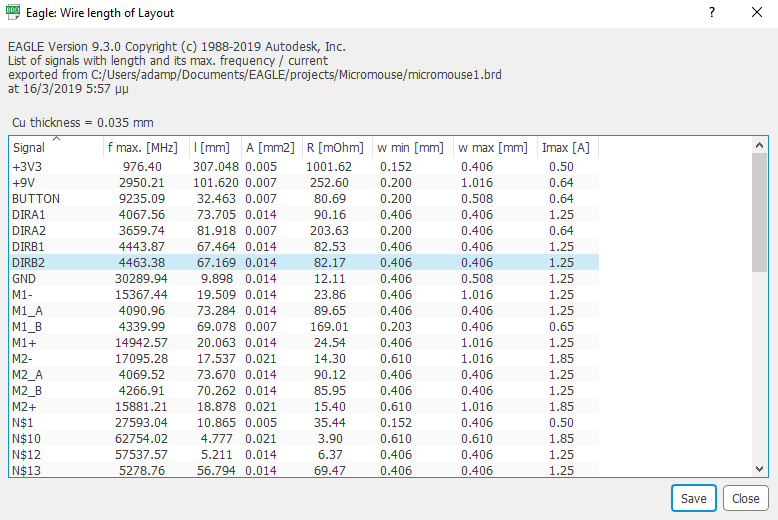 BRD Eagle: Wire length of Layout ?
EAGLE Version 9.3.0 Copyright (c) 1988-2019 Autodesk, Inc.
List of signals with length and its max. frequency / current
exported from C:/Users/adamp/Documents/EAGLE/projects/Micromouse/micromouse1.brd
at 16/3/2019 5:57 μμ
Cu thickness = 0.035 mm
Signal f max. [MHz] l [mm] A [mm2] R [mOhm] w min [mm] w max [mm] Imax [A]
+3V3 976.40 307.048 0.005 1001.62 0.152 0.406 0.50
+9V 2950.21 101.620 0.007 252.60 0.200 1.016 0.64
BUTTON 9235.09 32.463 0.007 80.69 0.200 0.508 0.64
DIRA1 4067.56 73.705 0.014 90.16 0.406 0.406 1.25
DIRA2 3659.74 81.918 0.007 203.63 0.200 0.406 0.64
DIRB1 4443.87 67.464 0.014 82.53 0.406 0.406 1.25
DIRB2 4463.38 67.169 0.014 82.17 0.406 0.406 1.25
GND 30289.94 9.898 0.014 12.11 0.406 0.508 1.25
M1- 15367.44 19.509 0.014 23.86 0.406 1.016 1.25
M1_A 4090.96 73.284 0.014 89.65 0.406 0.406 1.25
M1_B 4339.99 69.078 0.007 169.01 0.203 0.406 0.65
M1+ 14942.57 20.063 0.014 24.54 0.406 1.016 1.25
M2- 17095.28 17.537 0.021 14.30 0.610 1.016 1.85
M2_A 4069.52 73.670 0.014 90.12 0.406 0.406 1.25
M2_B 4266.91 70.262 0.014 85.95 0.406 0.406 1.25
M2+ 15881.21 18.878 0.021 15.40 0.610 1.016 1.85
N$1 27593.04 10.865 0.005 35.44 0.152 0.406 0.50
N$10 62754.02 4.777 0.021 3.90 0.610 0.610 1.85
N$12 57537.57 5.211 0.014 6.37 0.406 0.406 1.25
N$13 5278.76 56.794 0.014 69.47 0.406 0.406 1.25
Save Close